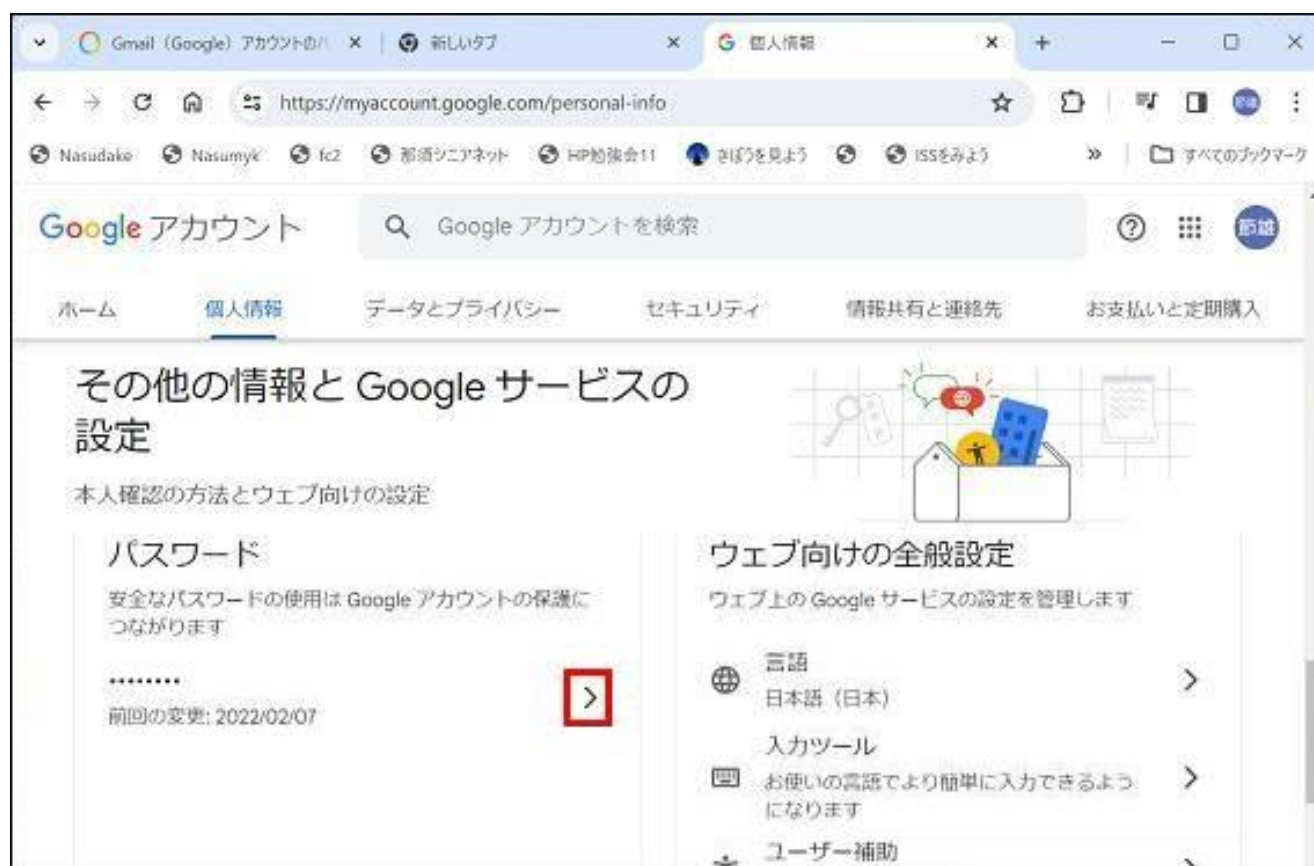 Gmail（Google）アカウントのパ
新しいタブ
個人情報
https://myaccount.google.com/personal-info
Nasudake
Nasumyk
fc2
那須シニアネット
HP勉強会11
きぼうを見よう
ISSをみよう
»
すべてのブックマーク
Google アカウント
Google アカウントを検索
節雄
ホーム
個人情報
データとプライバシー
セキュリティ
情報共有と連絡先
お支払いと定期購入
その他の情報と Google サービスの
設定
本人確認の方法とウェブ向けの設定
パスワード
安全なパスワードの使用は Google アカウントの保護に
つながります
••••••••
前回の変更: 2022/02/07
ウェブ向けの全般設定
ウェブ上の Google サービスの設定を管理します
言語
日本語（日本）
入力ツール
お使いの言語でより簡単に入力できるよう
になります
ユーザー補助